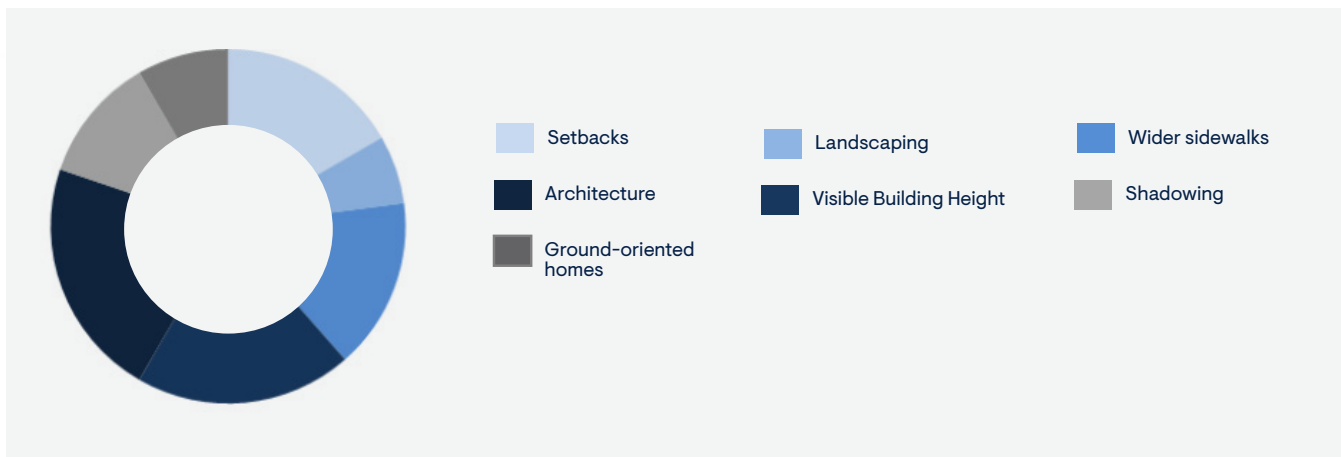 Setbacks
Landscaping
Wider sidewalks
Architecture
Visible Building Height
Shadowing
Ground-oriented
homes